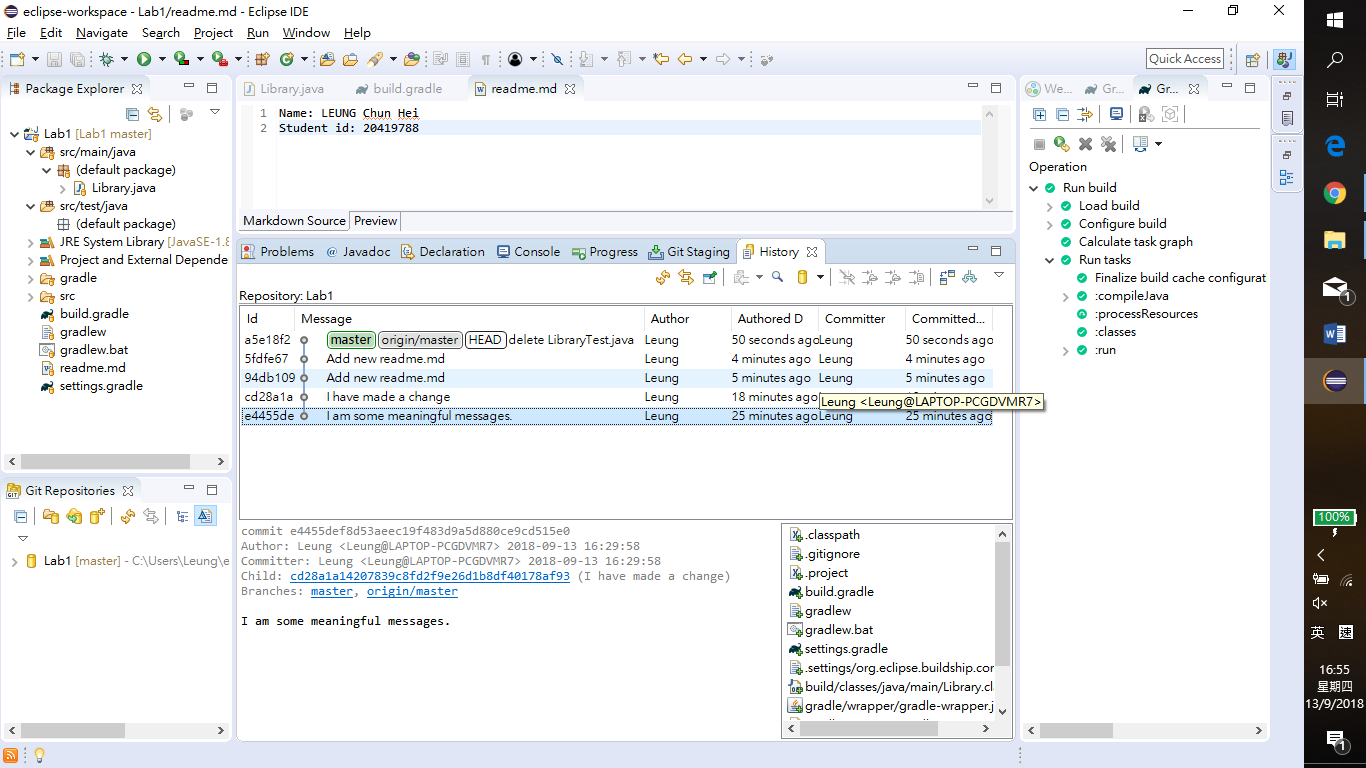 eclipse-workspace - Lab1/readme.md - Eclipse IDE
File Edit Navigate Search Project Run Window Help
Quick Access
Package Explorer
Lab1 [Lab1 master]
src/main/java
(default package)
Library.java
src/test/java
(default package)
JRE System Library [JavaSE-1.8
Project and External Depende
gradle
src
build.gradle
gradlew
gradlew.bat
readme.md
settings.gradle
Git Repositories
Lab1 [master] - C:\Users\Leung\e
Library.java build.gradle readme.md
1 Name: LEUNG Chun Hei
2 Student id: 20419788
Markdown Source Preview
Problems @ Javadoc Declaration Console Progress Git Staging History
Repository: Lab1
Id Message Author Authored D Committer Committed...
a5e18f2 master origin/master HEAD delete LibraryTest.java Leung 50 seconds ago Leung 50 seconds ago
5fdfe67 Add new readme.md Leung 4 minutes ago Leung 4 minutes ago
94db109 Add new readme.md Leung 5 minutes ago Leung 5 minutes ago
cd28a1a I have made a change Leung 18 minutes ago
Leung <Leung@LAPTOP-PCGDVMR7>
e4455de I am some meaningful messages. Leung 25 minutes ago Leung 25 minutes ago
commit e4455def8d53aeec19f483d9a5d880ce9cd515e0
Author: Leung <Leung@LAPTOP-PCGDVMR7> 2018-09-13 16:29:58
Committer: Leung <Leung@LAPTOP-PCGDVMR7> 2018-09-13 16:29:58
Child: cd28a1a14207839c8fd2f9e26d1b8df40178af93 (I have made a change)
Branches: master, origin/master
I am some meaningful messages.
.classpath
.gitignore
.project
build.gradle
gradlew
gradlew.bat
settings.gradle
.settings/org.eclipse.buildship.cor
build/classes/java/main/Library.cl
gradle/wrapper/gradle-wrapper.j
We... Gr... Gr...
Operation
Run build
Load build
Configure build
Calculate task graph
Run tasks
Finalize build cache configurat
:compileJava
:processResources
:classes
:run
1
100%
英 速
16:55
星期四
13/9/2018
1